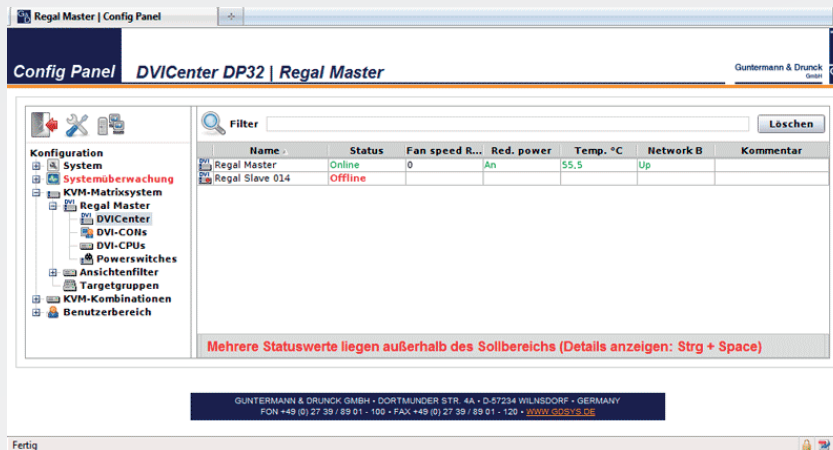 Regal Master | Config Panel
Config Panel
DVICenter DP32 | Regal Master
Guntermann & Drunck
GmbH
Filter
Löschen
Konfiguration
System
Systemüberwachung
KVM-Matrixsystem
Regal Master
DVICenter
DVI-CONs
DVI-CPUs
Powerswitches
Ansichtenfilter
Targetgruppen
KVM-Kombinationen
Benutzerbereich
Name Status Fan speed R... Red. power Temp. °C Network B Kommentar
Regal Master Online 0 An 55,5 Up
Regal Slave 014 Offline
Mehrere Statuswerte liegen außerhalb des Sollbereichs (Details anzeigen: Strg + Space)
GUNTERMANN & DRUNCK GMBH • DORTMUNDER STR. 4A • D-57234 WILNSDORF • GERMANY
FON +49 (0) 27 39 / 89 01 - 100 • FAX +49 (0) 27 39 / 89 01 - 120 • WWW.GDSYS.DE
Fertig